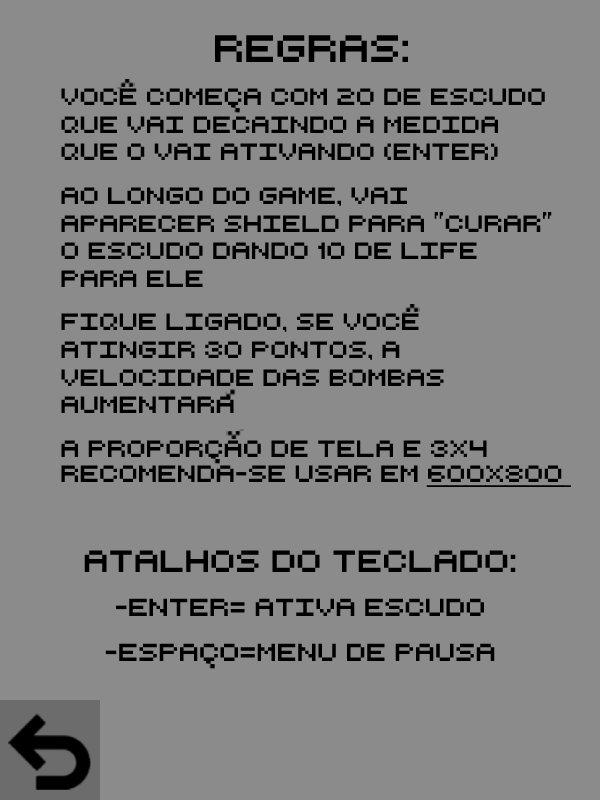 REGRAS:
VOCÊ COMEÇA COM 20 DE ESCUDO
QUE VAI DECAINDO A MEDIDA
QUE O VAI ATIVANDO (ENTER)
AO LONGO DO GAME, VAI
APARECER SHIELD PARA "CURAR"
O ESCUDO DANDO 10 DE LIFE
PARA ELE
FIQUE LIGADO, SE VOCÊ
ATINGIR 30 PONTOS, A
VELOCIDADE DAS BOMBAS
AUMENTARÁ
A PROPORÇÃO DE TELA E 3X4
RECOMENDA-SE USAR EM 600X800
ATALHOS DO TECLADO:
-ENTER= ATIVA ESCUDO
-ESPAÇO=MENU DE PAUSA